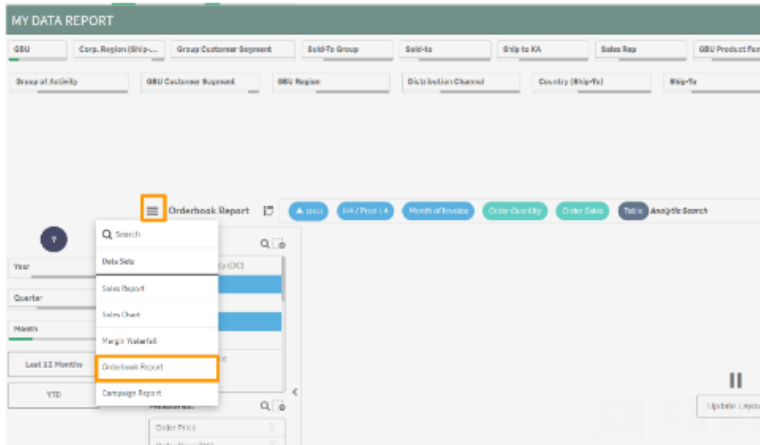 MY DATA REPORT
GBU
Corp. Region (Ship-...
Group Customer Segment
Sold-To Group
Sold-to
Ship to KA
Sales Rep
GBU Product Fam
Group of Activity
GBU Customer Segment
GBU Region
Distribution Channel
Country (Ship-To)
Ship-To
Orderbook Report
Month of Invoice
Order Quantity
Order Sales
Table
Analytic Search
?
Search
Data Sets
Year
Sales Report
Quarter
Sales Chart
Month
Margin Waterfall
Last 12 Months
Orderbook Report
YTD
Campaign Report
Update Layou
Order Price